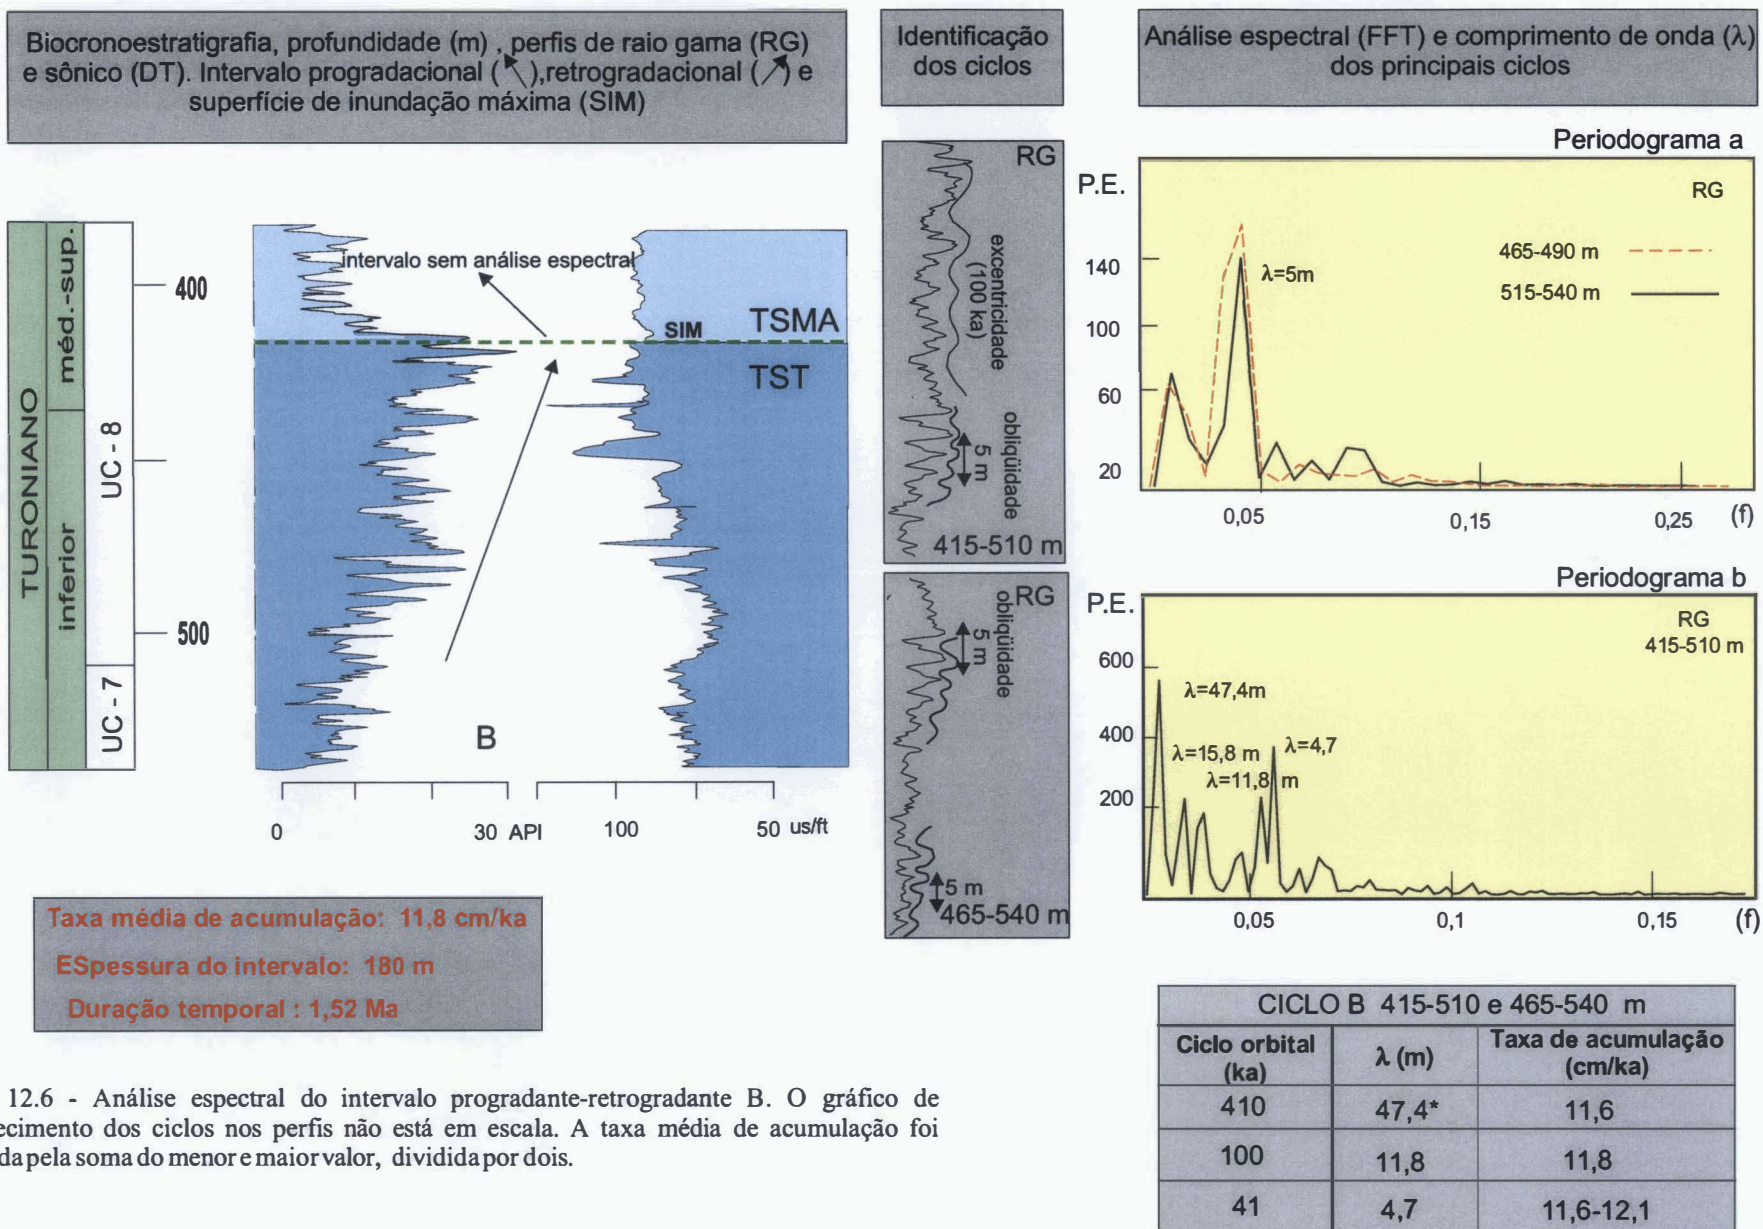 Biocronoestratigrafia, profundidade (m) , perfis de raio gama (RG)
e sônico (DT). Intervalo progradacional (↖),retrogradacional (↗) e
superfície de inundação máxima (SIM)
Identificação
dos ciclos
Análise espectral (FFT) e comprimento de onda (λ)
dos principais ciclos
TURONIANO
méd.-sup.
inferior
UC - 8
UC - 7
400
500
intervalo sem análise espectral
SIM
TSMA
TST
B
0
30 API
100
50 us/ft
RG
excentricidade
(100 ka)
obliqüidade
5 m
415-510 m
RG
obliqüidade
5 m
5 m
465-540 m
Periodograma a
P.E.
RG
465-490 m
515-540 m
λ=5m
140
100
60
20
0,05
0,15
0,25
(f)
Periodograma b
P.E.
RG
415-510 m
600
400
200
λ=47,4m
λ=15,8 m
λ=11,8 m
λ=4,7
0,05
0,1
0,15
(f)
Taxa média de acumulação: 11,8 cm/ka
ESpessura do intervalo: 180 m
Duração temporal : 1,52 Ma
12.6 - Análise espectral do intervalo progradante-retrogradante B. O gráfico de
ecimento dos ciclos nos perfis não está em escala. A taxa média de acumulação foi
da pela soma do menor e maior valor, dividida por dois.
CICLO B 415-510 e 465-540 m
Ciclo orbital
(ka)
λ (m)
Taxa de acumulação
(cm/ka)
410 47,4* 11,6
100 11,8 11,8
41 4,7 11,6-12,1